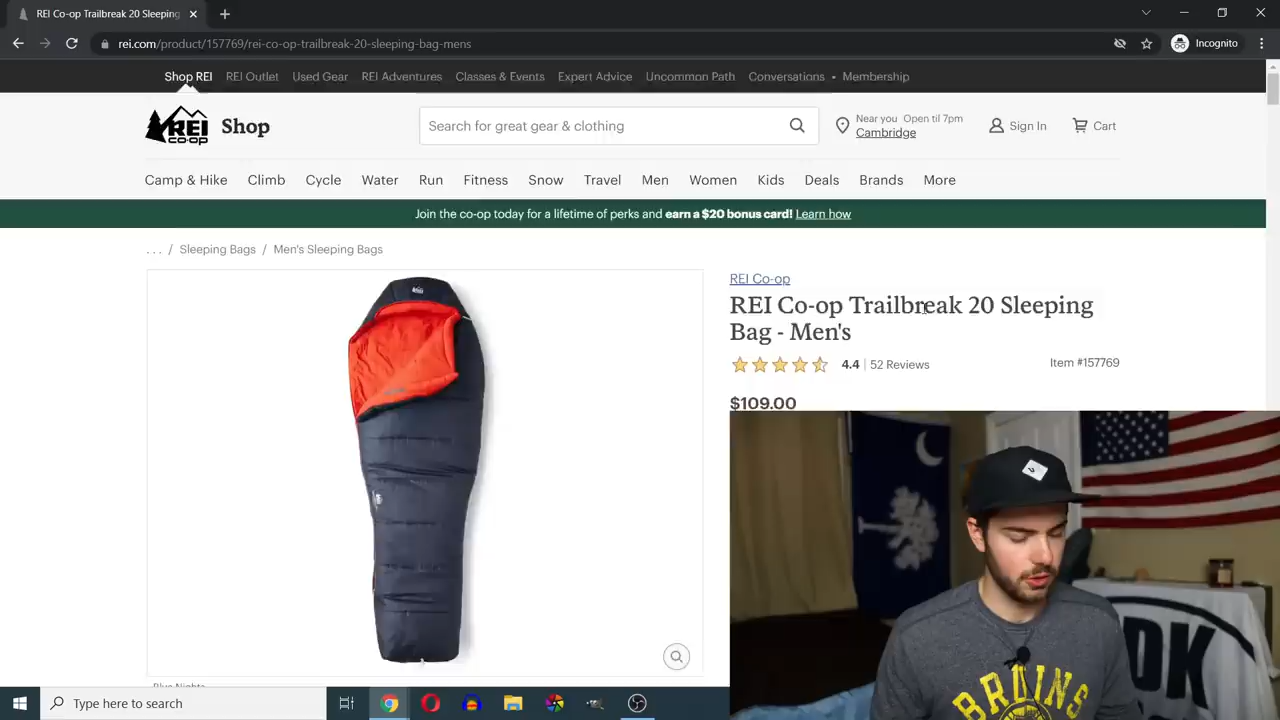 REI Co-op Trailbreak 20 Sleeping
rei.com/product/157769/rei-co-op-trailbreak-20-sleeping-bag-mens
Incognito
Shop REI REI Outlet Used Gear REI Adventures Classes & Events Expert Advice Uncommon Path Conversations • Membership
REI co·op Shop
Search for great gear & clothing
Near you Open til 7pm
Cambridge
Sign In
Cart
Camp & Hike Climb Cycle Water Run Fitness Snow Travel Men Women Kids Deals Brands More
Join the co-op today for a lifetime of perks and earn a $20 bonus card! Learn how
... / Sleeping Bags / Men's Sleeping Bags
REI Co-op
REI Co-op Trailbreak 20 Sleeping
Bag - Men's
4.4 | 52 Reviews
Item #157769
$109.00
REI
Blue Nights
BRUINS
DK
Type here to search